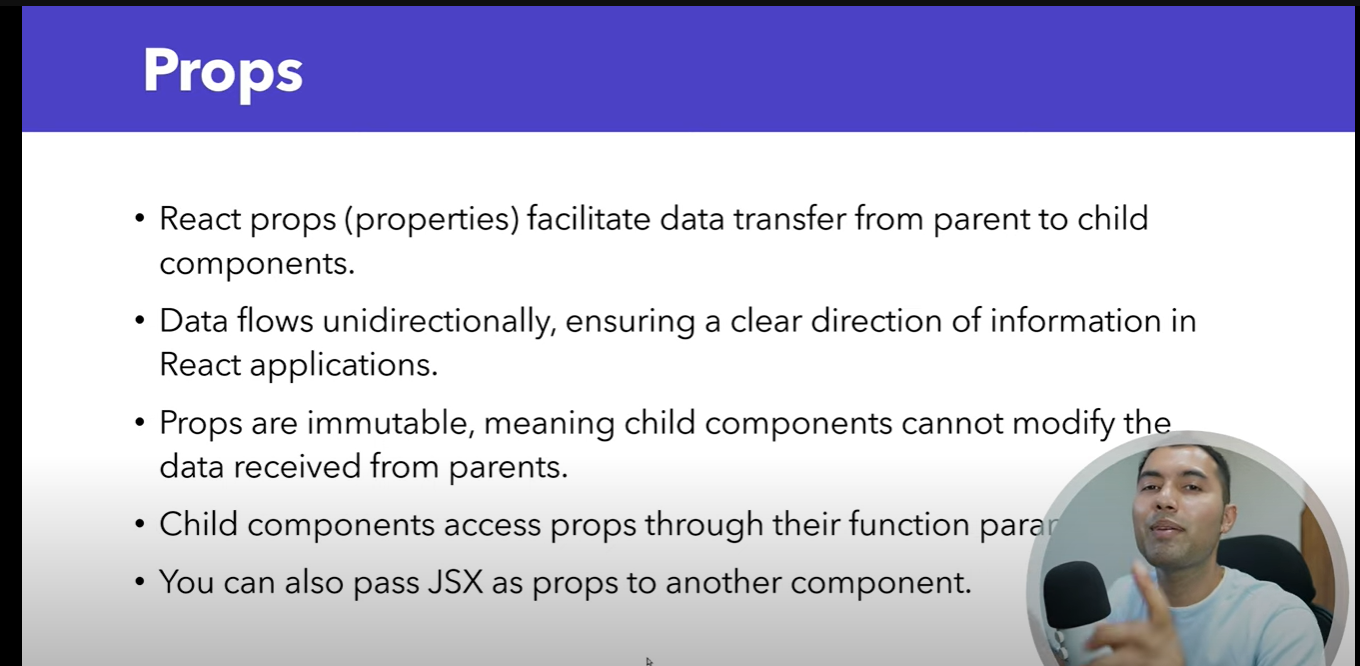 Props
• React props (properties) facilitate data transfer from parent to child
components.
• Data flows unidirectionally, ensuring a clear direction of information in
React applications.
• Props are immutable, meaning child components cannot modify the
data received from parents.
• Child components access props through their function
• You can also pass JSX as props to another component.